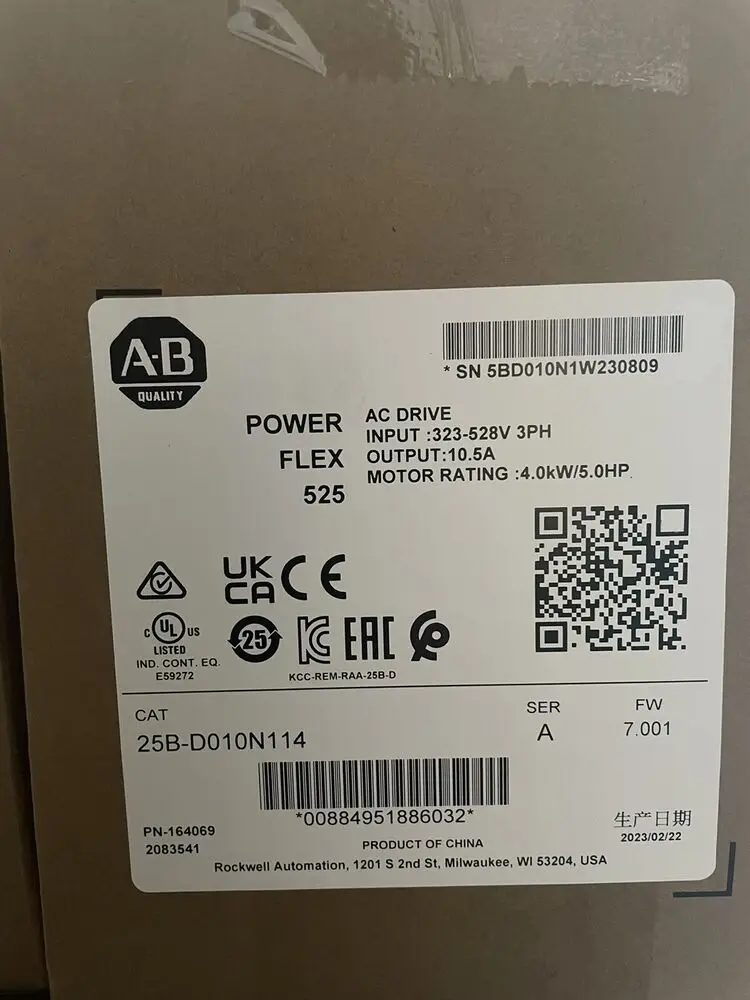 A-B
QUALITY
* SN 5BD010N1W230809
POWER
FLEX
525
AC DRIVE
INPUT :323-528V 3PH
OUTPUT:10.5A
MOTOR RATING :4.0kW/5.0HP
UK
CA
CE
C UL US
LISTED
IND. CONT. EQ.
E59272
25
KC
EAC
KCC-REM-RAA-25B-D
CAT
25B-D010N114
SER
A
FW
7.001
*00884951886032*
PN-164069
2083541
生产日期
2023/02/22
PRODUCT OF CHINA
Rockwell Automation, 1201 S 2nd St, Milwaukee, WI 53204, USA